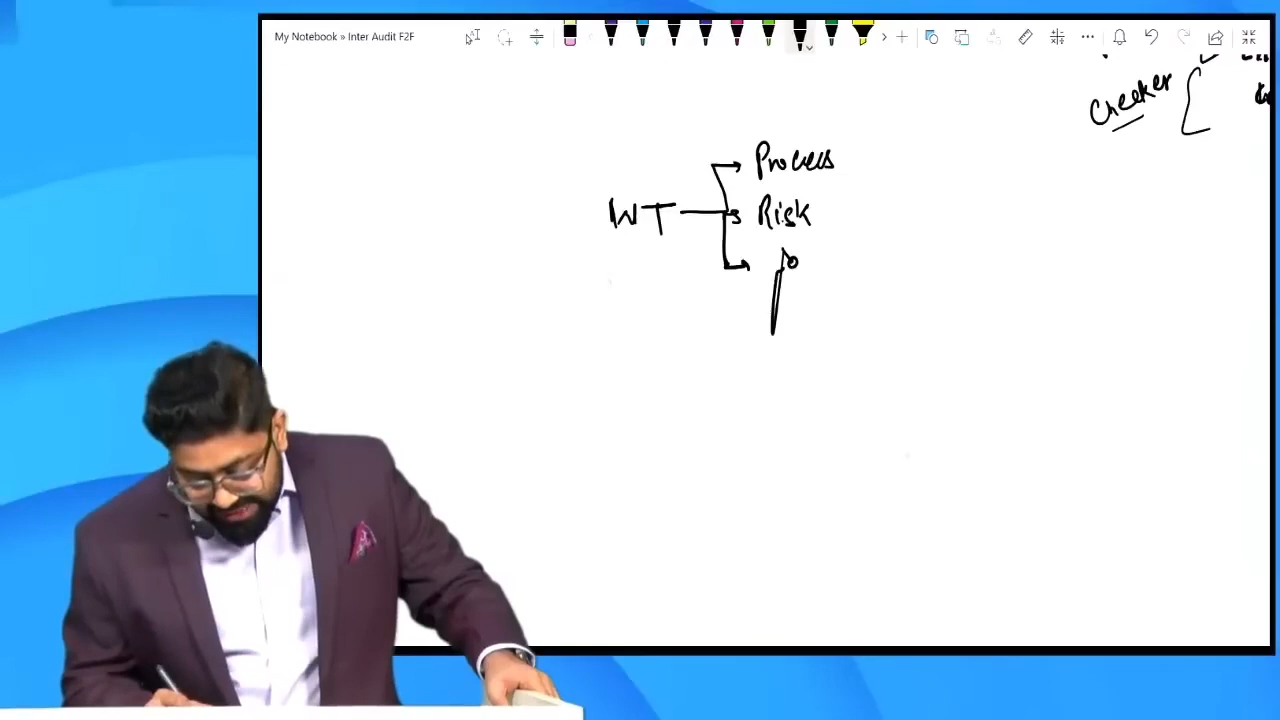 My Notebook » Inter Audit F2F
Checker
Process
WT
Risk